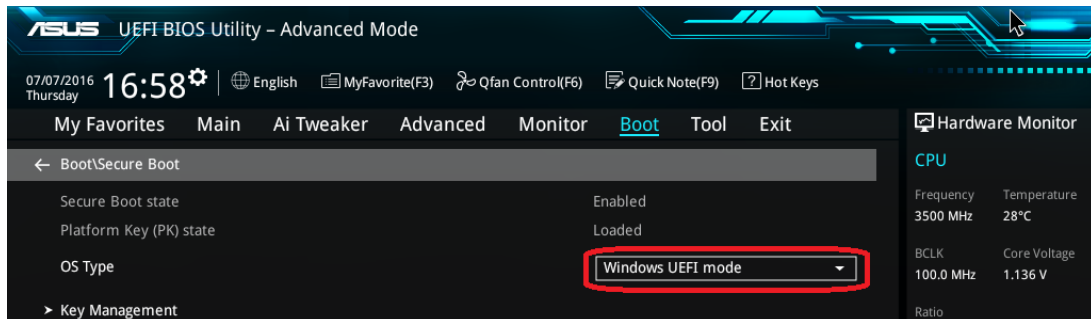 ASUS UEFI BIOS Utility – Advanced Mode
07/07/2016 Thursday 16:58 English MyFavorite(F3) Qfan Control(F6) Quick Note(F9) ? Hot Keys
My Favorites Main Ai Tweaker Advanced Monitor Boot Tool Exit
Hardware Monitor
← Boot\Secure Boot
Secure Boot state Enabled
Platform Key (PK) state Loaded
OS Type Windows UEFI mode
> Key Management
CPU
Frequency Temperature
3500 MHz 28°C
BCLK Core Voltage
100.0 MHz 1.136 V
Ratio